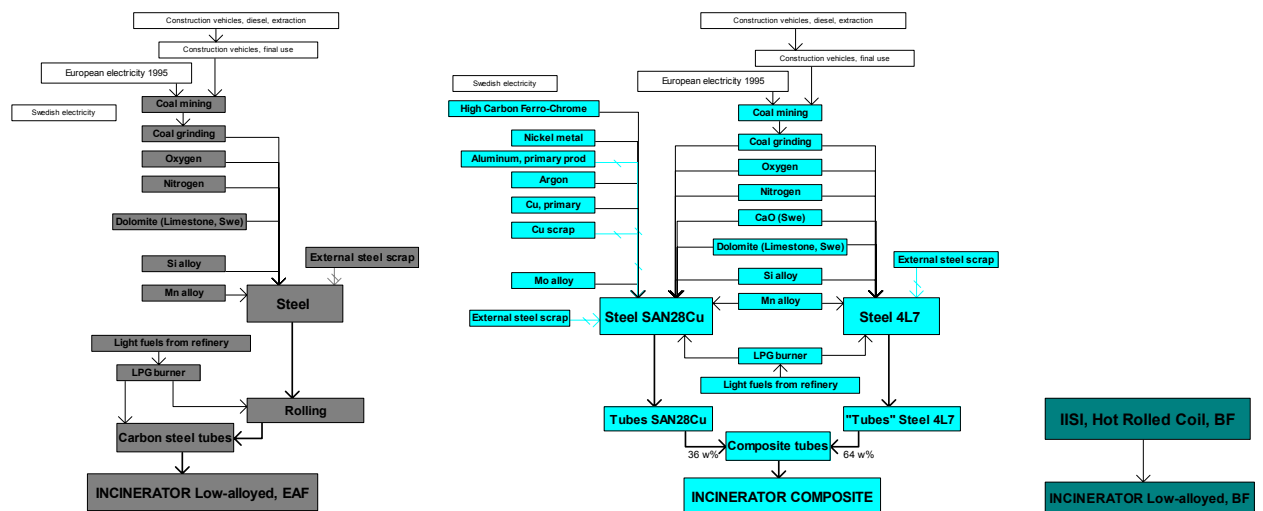 Construction vehicles, diesel, extraction
Construction vehicles, final use
European electricity 1995
Swedish electricity
Coal mining
Coal grinding
Oxygen
Nitrogen
Dolomite (Limestone, Swe)
External steel scrap
Si alloy
Mn alloy
Steel
Light fuels from refinery
LPG burner
Rolling
Carbon steel tubes
INCINERATOR Low-alloyed, EAF
Construction vehicles, diesel, extraction
Construction vehicles, final use
European electricity 1995
Swedish electricity
High Carbon Ferro-Chrome
Nickel metal
Aluminum, primary prod
Argon
Cu, primary
Cu scrap
Mo alloy
External steel scrap
Coal mining
Coal grinding
Oxygen
Nitrogen
CaO (Swe)
Dolomite (Limestone, Swe)
Si alloy
Mn alloy
External steel scrap
Steel SAN28Cu
Steel 4L7
LPG burner
Light fuels from refinery
Tubes SAN28Cu
"Tubes" Steel 4L7
Composite tubes
36 w%
64 w%
INCINERATOR COMPOSITE
IISI, Hot Rolled Coil, BF
INCINERATOR Low-alloyed, BF